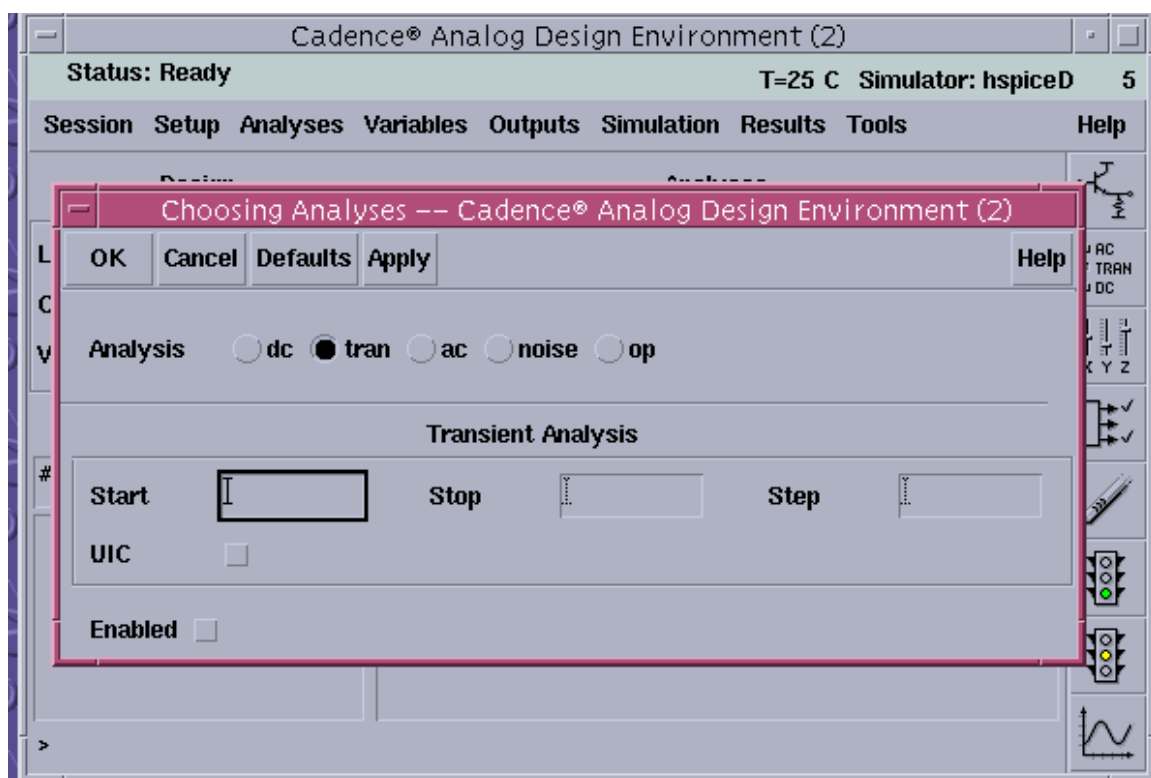 Cadence® Analog Design Environment (2)
Status: Ready T=25 C Simulator: hspiceD 5
Session Setup Analyses Variables Outputs Simulation Results Tools Help
Choosing Analyses -- Cadence® Analog Design Environment (2)
OK Cancel Defaults Apply Help
AC
TRAN
DC
Analysis dc tran ac noise op
Y Z
Transient Analysis
#
Start Stop Step
UIC
Enabled
>